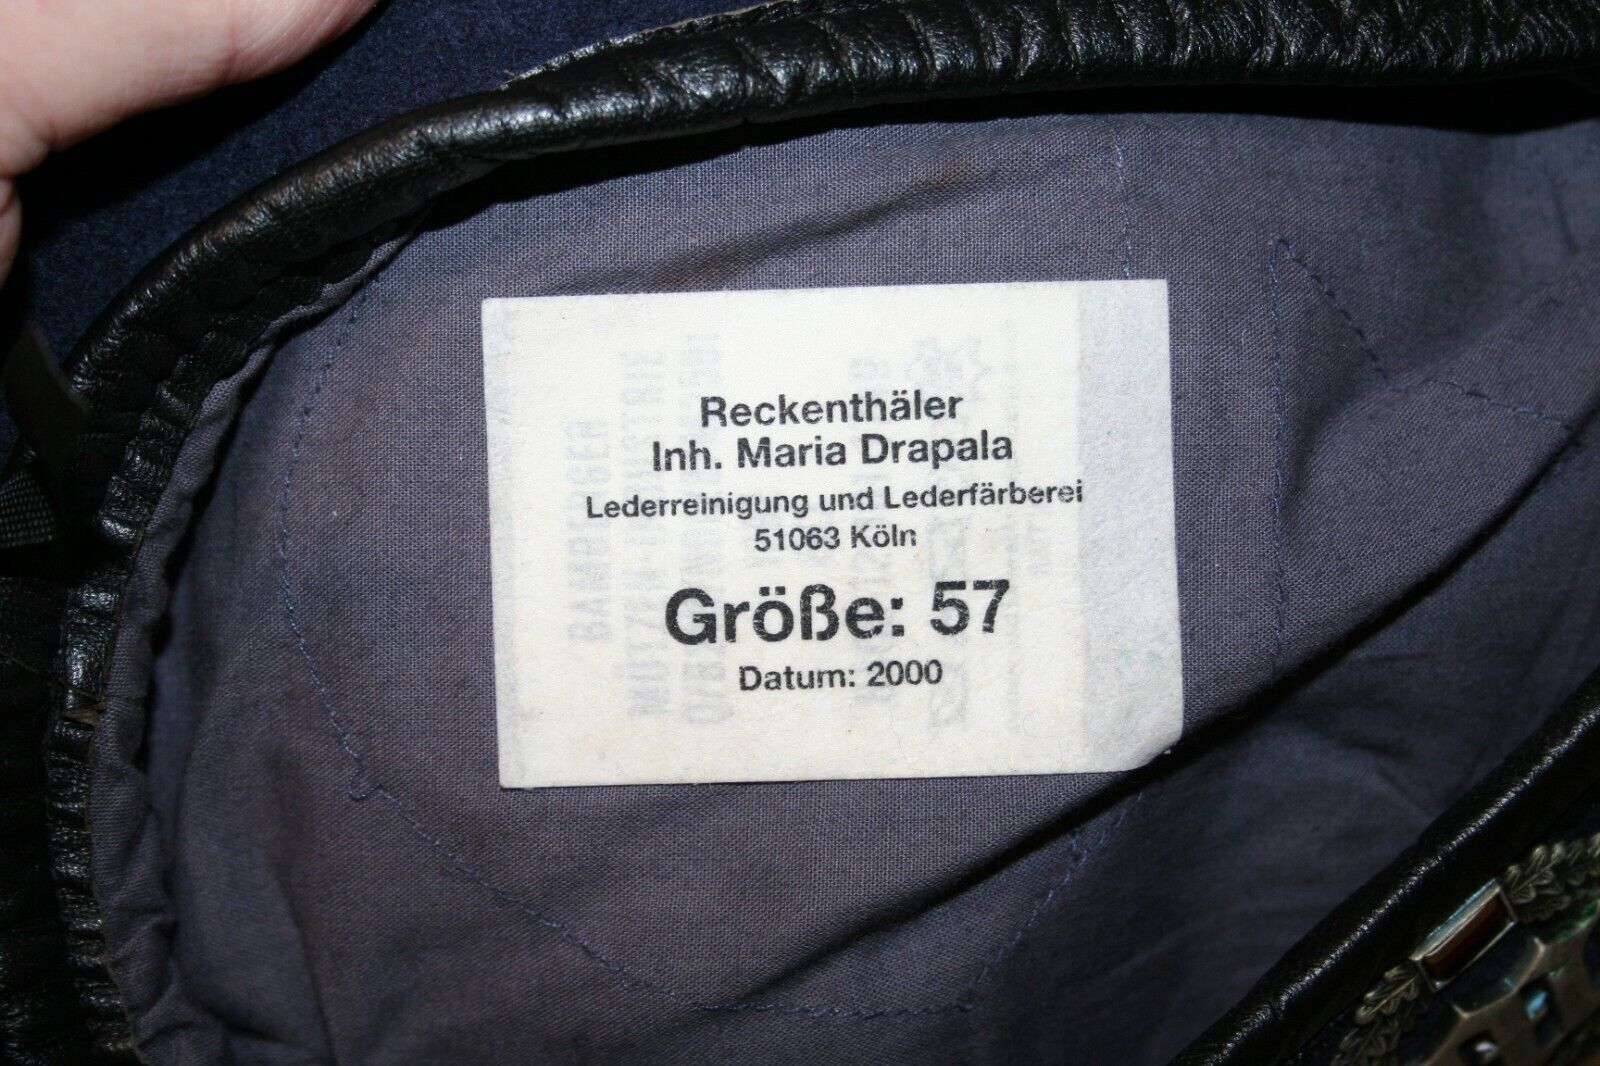 Reckenthäler
Inh. Maria Drapala
Lederreinigung und Lederfärberei
51063 Köln
Größe: 57
Datum: 2000